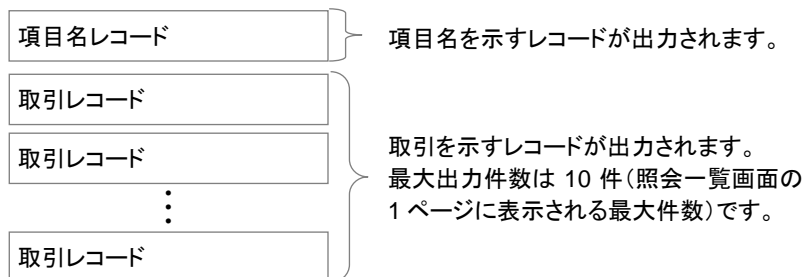 項目名レコード
項目名を示すレコードが出力されます。
取引レコード
取引レコード
取引レコード
取引を示すレコードが出力されます。
最大出力件数は 10 件（照会一覧画面の
1 ページに表示される最大件数）です。